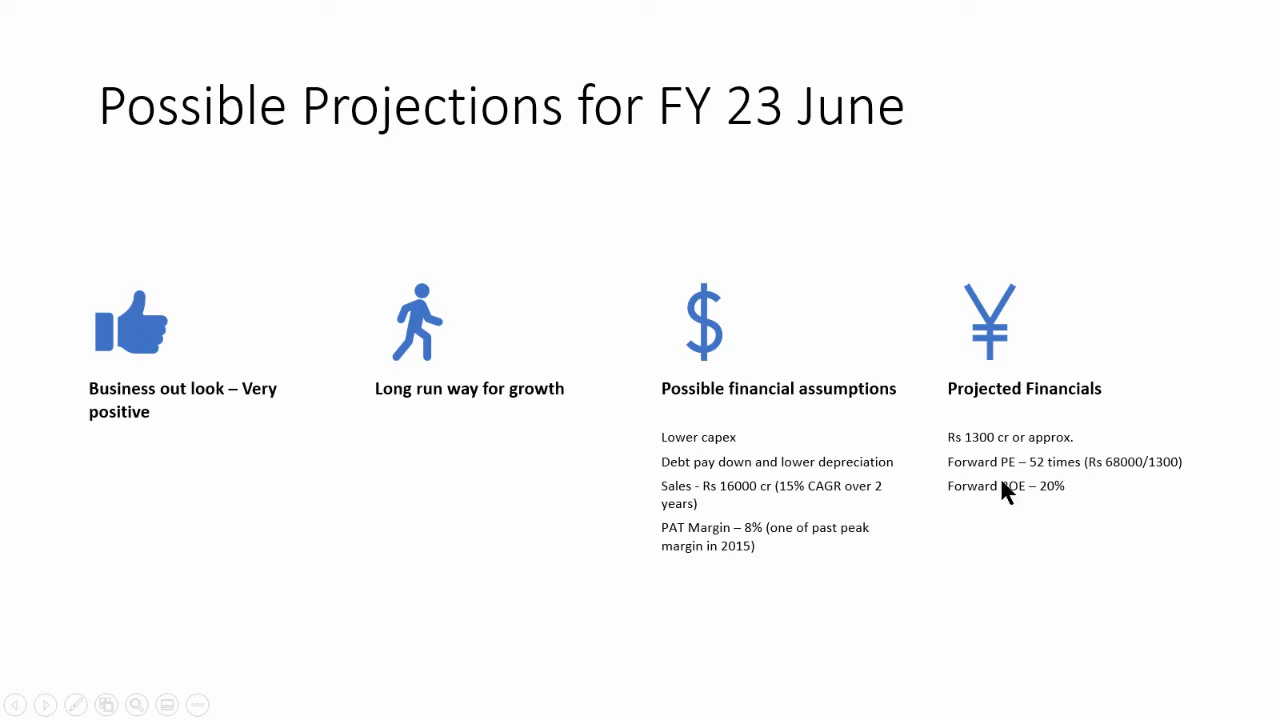 Possible Projections for FY 23 June
Business out look – Very
positive
Long run way for growth
Possible financial assumptions
Lower capex
Debt pay down and lower depreciation
Sales - Rs 16000 cr (15% CAGR over 2
years)
PAT Margin – 8% (one of past peak
margin in 2015)
Projected Financials
Rs 1300 cr or approx.
Forward PE – 52 times (Rs 68000/1300)
Forward – 20%